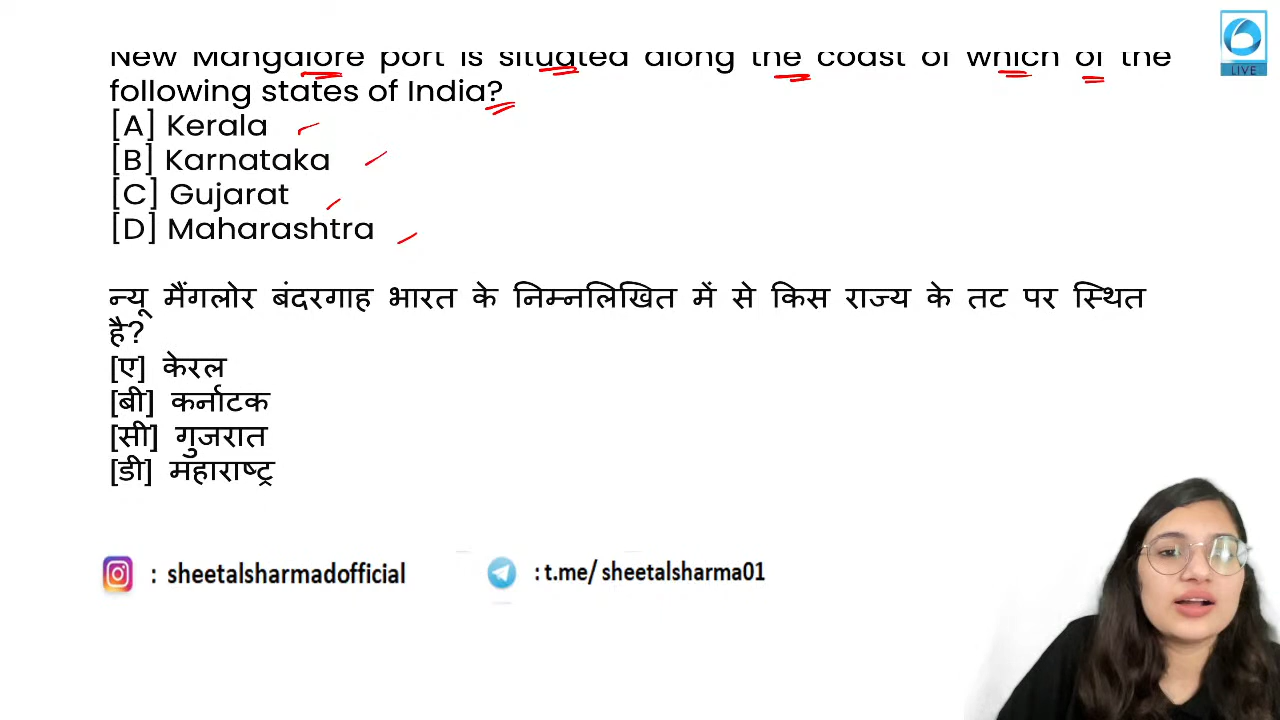 LIVE
New Mangalore port is situated along the coast of which of the
following states of India?
[A] Kerala
[B] Karnataka
[C] Gujarat
[D] Maharashtra
न्यू मैंगलोर बंदरगाह भारत के निम्नलिखित में से किस राज्य के तट पर स्थित
है?
[ए] केरल
[बी] कर्नाटक
[सी] गुजरात
[डी] महाराष्ट्र
: sheetalsharmadofficial
: t.me/ sheetalsharma01